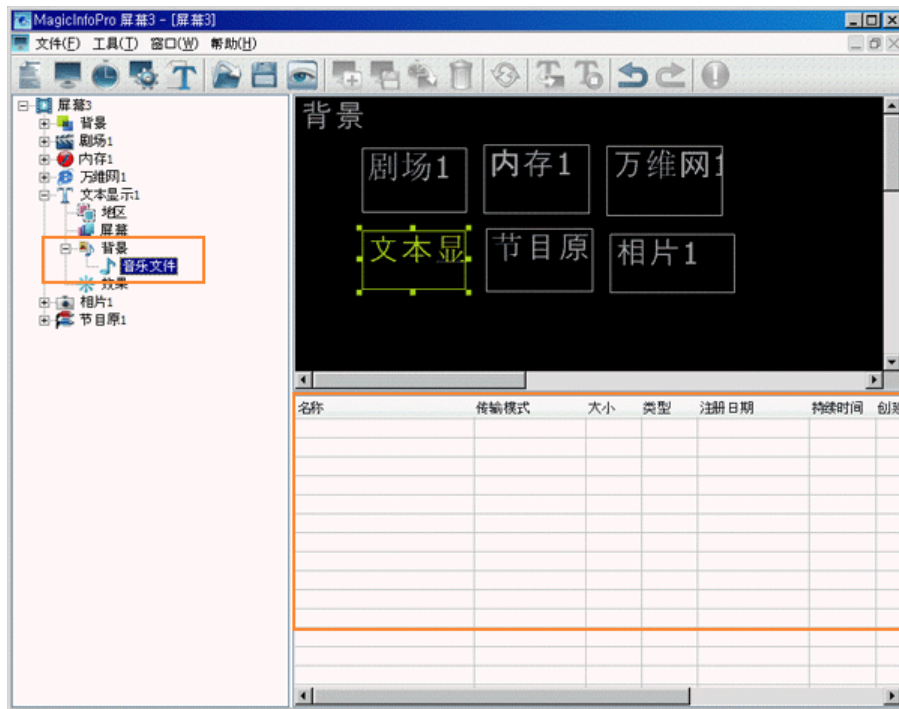 MagicInfoPro 屏幕3 - [屏幕3]
文件(F) 工具(T) 窗口(W) 帮助(H)
屏幕3
背景
剧场1
内存1
万维网1
文本显示1
地区
屏幕
背景
音乐文件
效果
相片1
节目原1
背景
剧场1 内存1 万维网1
文本显 节目原 相片1
名称 传输模式 大小 类型 注册日期 持续时间 创建